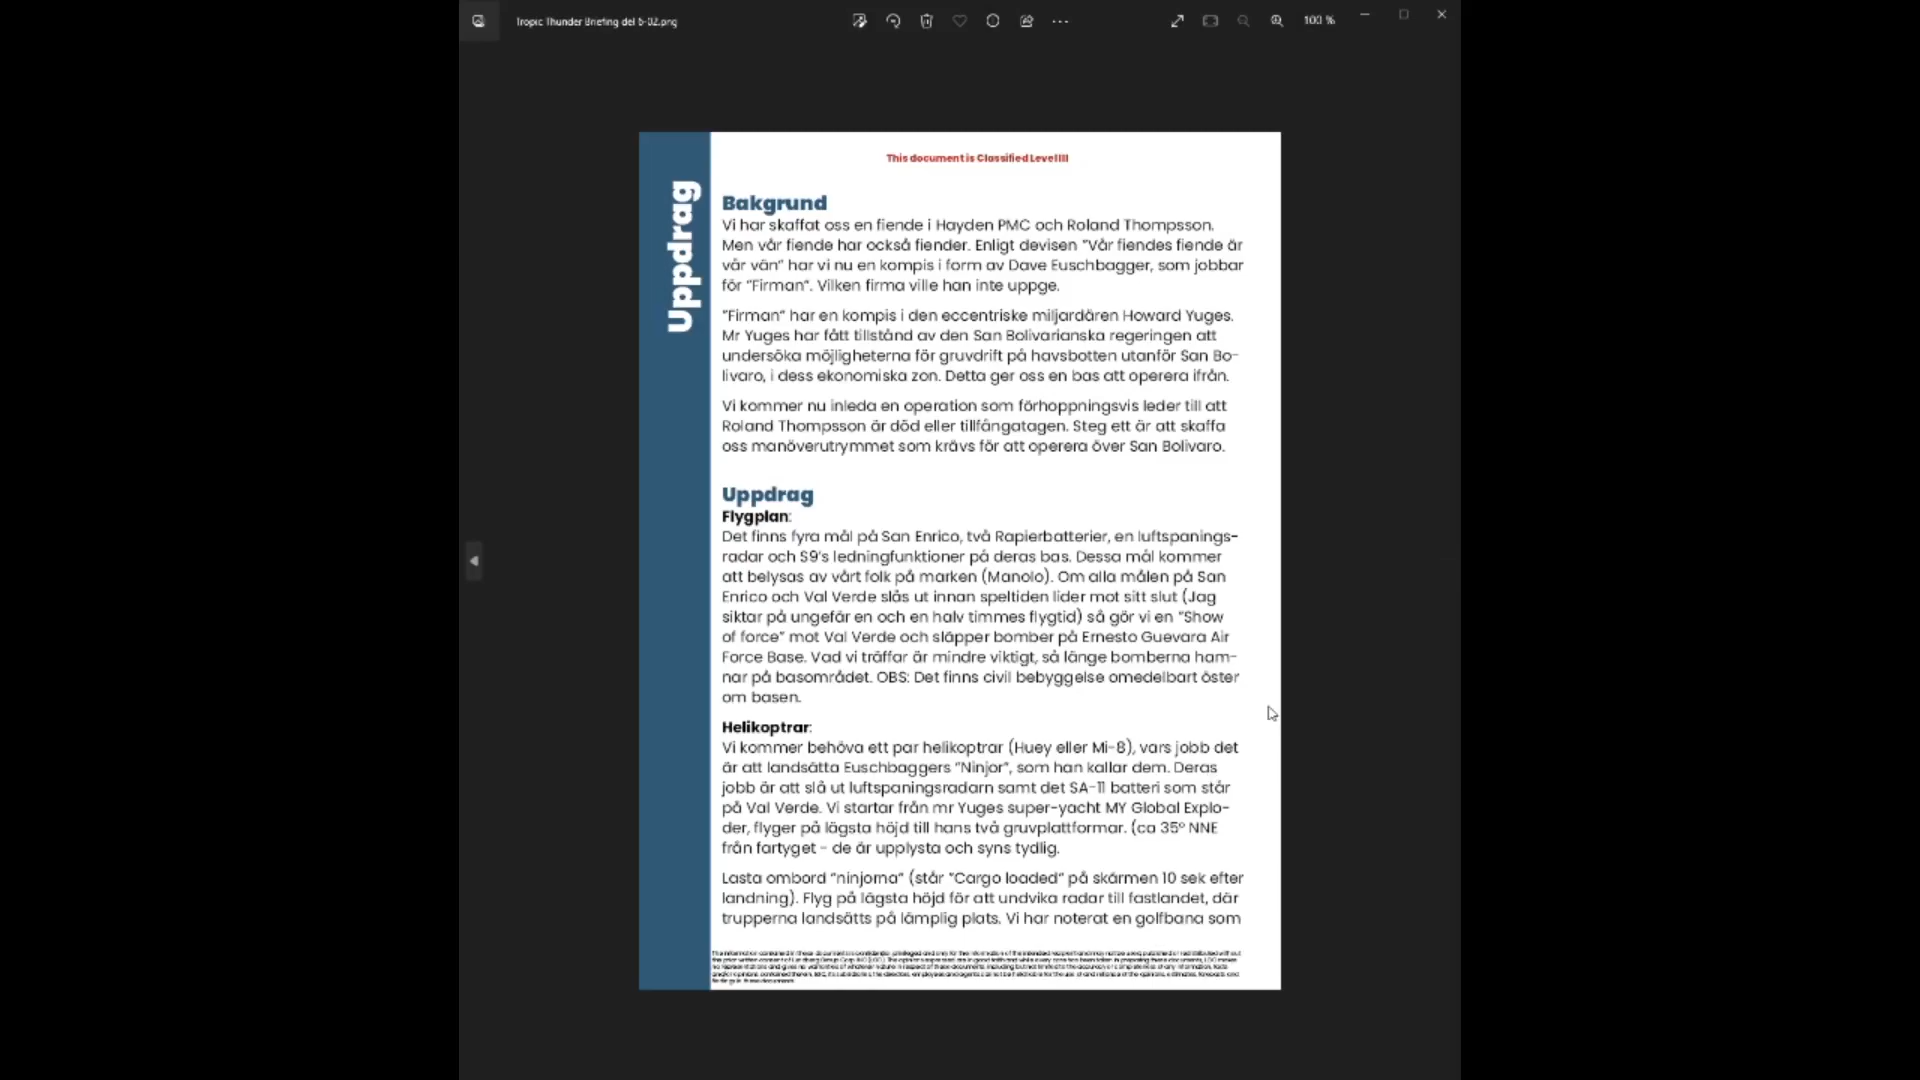 Tropic Thunder Briefing del 5-02.png
100 %
This document is Classified Level III
Uppdrag
Bakgrund
Vi har skaffat oss en fiende i Hayden PMC och Roland Thompsson.
Men vår fiende har också fiender. Enligt devisen "Vår fiendes fiende är
vår vän" har vi nu en kompis i form av Dave Euschbagger, som jobbar
för "Firman". Vilken firma ville han inte uppge.
"Firman" har en kompis i den eccentriske miljardären Howard Yuges.
Mr Yuges har fått tillstånd av den San Bolivarianska regeringen att
undersöka möjligheterna för gruvdrift på havsbotten utanför San Bo-
livaro, i dess ekonomiska zon. Detta ger oss en bas att operera ifrån.
Vi kommer nu inleda en operation som förhoppningsvis leder till att
Roland Thompsson är död eller tillfångatagen. Steg ett är att skaffa
oss manöverutrymmet som krävs för att operera över San Bolivaro.
Uppdrag
Flygplan:
Det finns fyra mål på San Enrico, två Rapierbatterier, en luftspanings-
radar och S9's ledningfunktioner på deras bas. Dessa mål kommer
att belysas av vårt folk på marken (Manolo). Om alla målen på San
Enrico och Val Verde slås ut innan speltiden lider mot sitt slut (Jag
siktar på ungefär en och en halv timmes flygtid) så gör vi en "Show
of force" mot Val Verde och släpper bomber på Ernesto Guevara Air
Force Base. Vad vi träffar är mindre viktigt, så länge bomberna ham-
nar på basområdet. OBS: Det finns civil bebyggelse omedelbart öster
om basen.
Helikoptrar:
Vi kommer behöva ett par helikoptrar (Huey eller Mi-8), vars jobb det
är att landsätta Euschbaggers "Ninjor", som han kallar dem. Deras
jobb är att slå ut luftspaningsradarn samt det SA-11 batteri som står
på Val Verde. Vi startar från mr Yuges super-yacht MY Global Explo-
der, flyger på lägsta höjd till hans två gruvplattformar. (ca 35° NNE
från fartyget - de är upplysta och syns tydlig.
Lasta ombord "ninjorna" (står "Cargo loaded" på skärmen 10 sek efter
landning). Flyg på lägsta höjd för att undvika radar till fastlandet, där
trupperna landsätts på lämplig plats. Vi har noterat en golfbana som